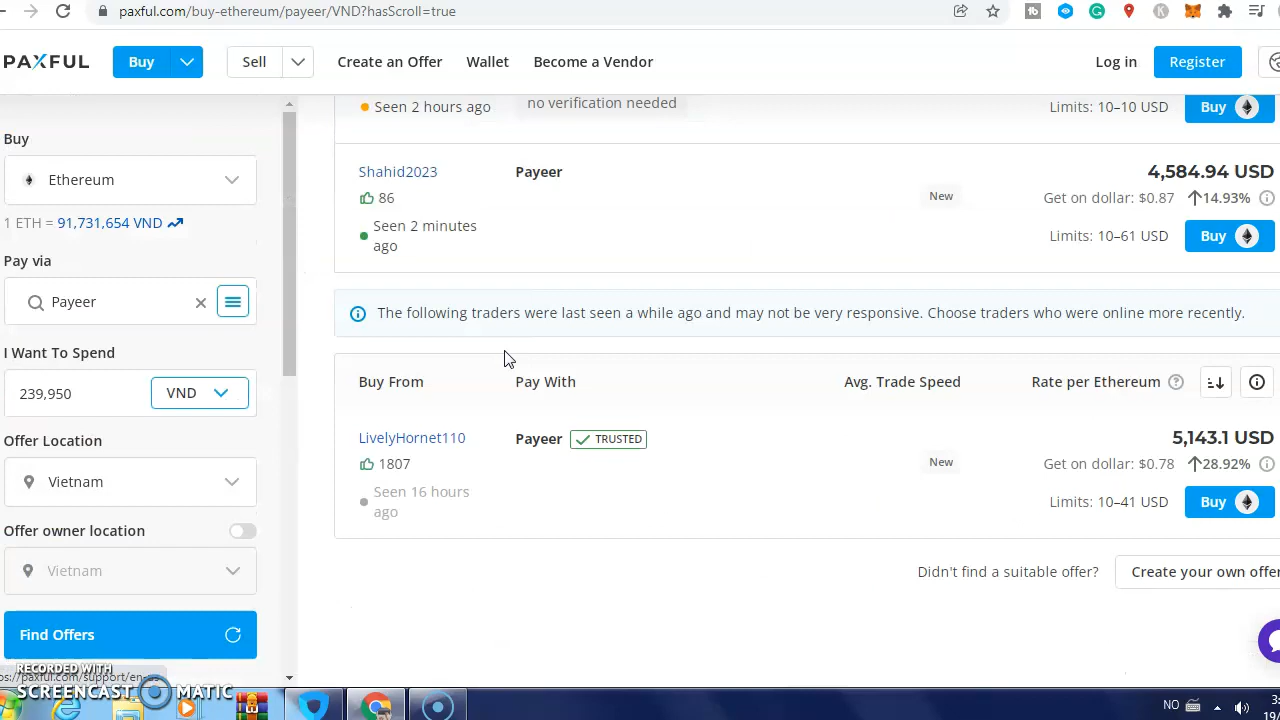 paxful.com/buy-ethereum/payeer/VND?hasScroll=true
PAXFUL
Buy
Sell
Create an Offer
Wallet
Become a Vendor
Log in
Register
Buy
Ethereum
1 ETH = 91,731,654 VND
Pay via
Payeer
I Want To Spend
239,950
VND
Offer Location
Vietnam
Offer owner location
Vietnam
Find Offers
Seen 2 hours ago
no verification needed
Limits: 10–10 USD
Buy
Shahid2023
Payeer
4,584.94 USD
86
New
Get on dollar: $0.87
14.93%
Seen 2 minutes
ago
Limits: 10–61 USD
Buy
The following traders were last seen a while ago and may not be very responsive. Choose traders who were online more recently.
Buy From
Pay With
Avg. Trade Speed
Rate per Ethereum
LivelyHornet110
Payeer
TRUSTED
5,143.1 USD
1807
New
Get on dollar: $0.78
28.92%
Seen 16 hours
ago
Limits: 10–41 USD
Buy
Didn't find a suitable offer?
Create your own offer
RECORDED WITH
SCREENCAST MATIC
NO